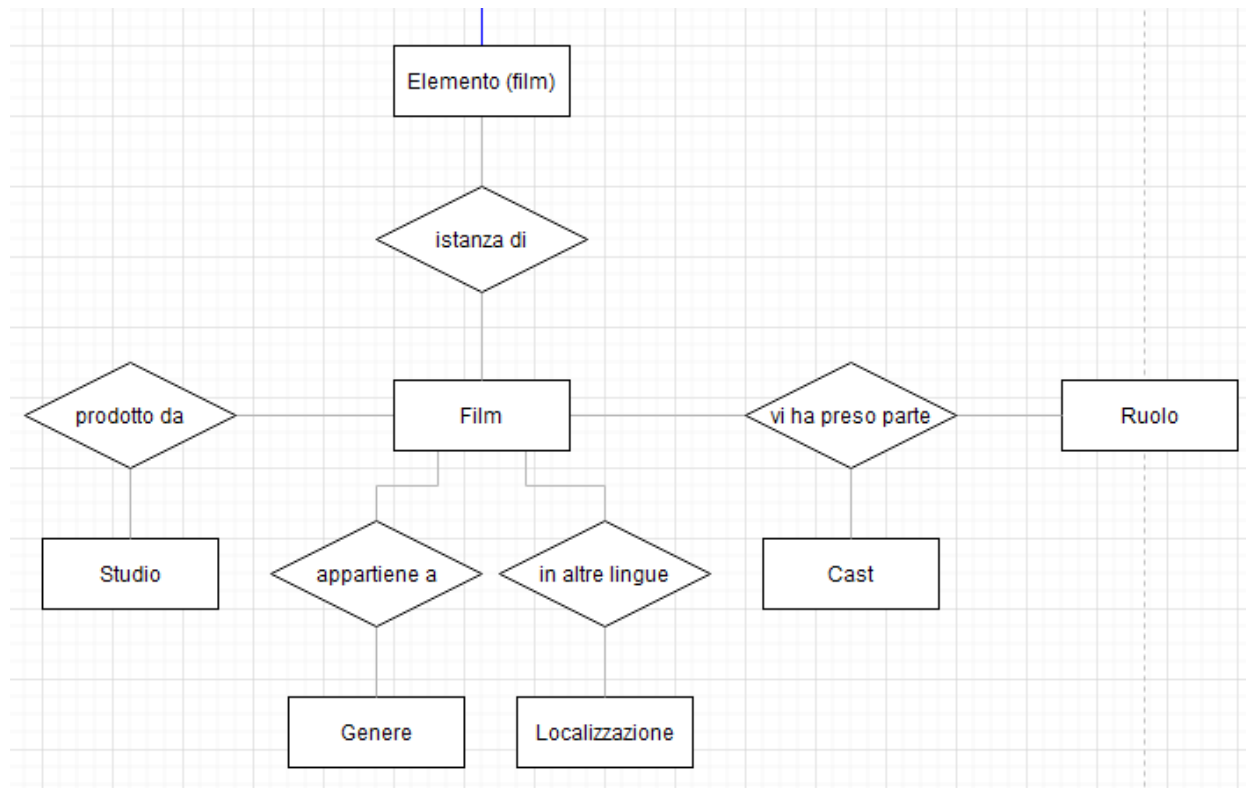 Elemento (film)
istanza di
prodotto da
Film
vi ha preso parte
Ruolo
Studio
appartiene a
in altre lingue
Cast
Genere
Localizzazione